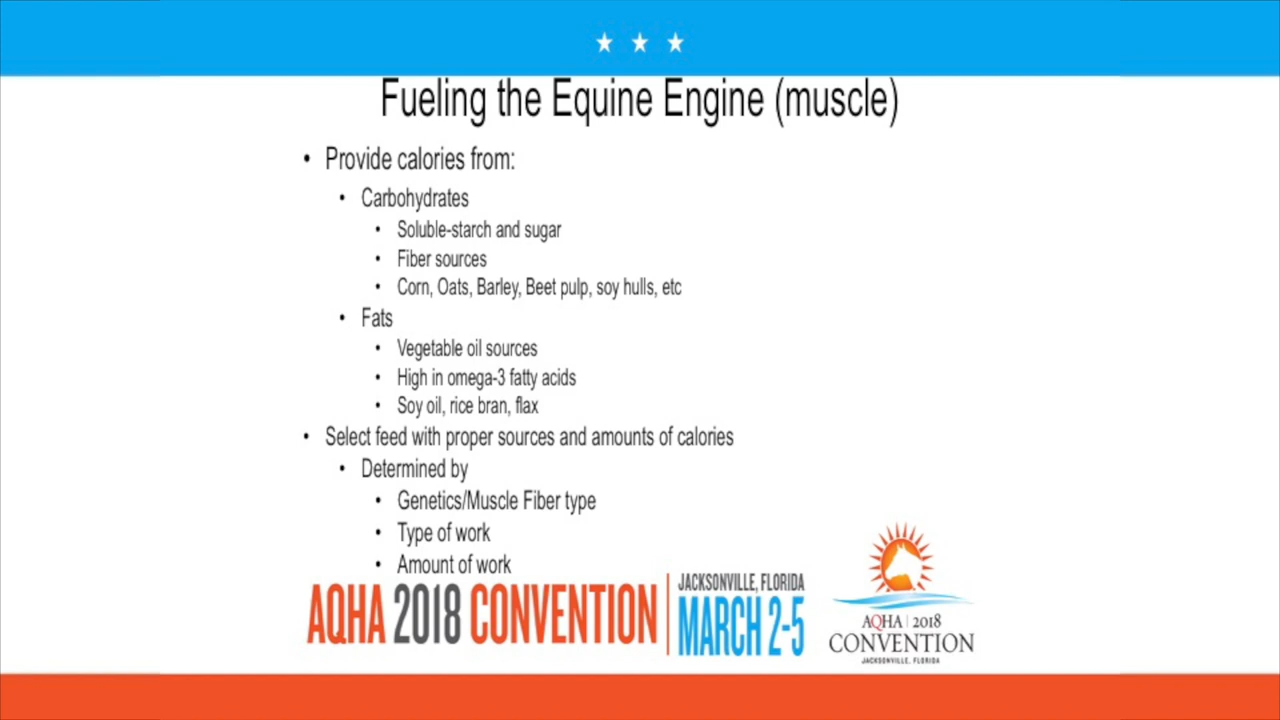 Fueling the Equine Engine (muscle)
• Provide calories from:
• Carbohydrates
• Soluble-starch and sugar
• Fiber sources
• Corn, Oats, Barley, Beet pulp, soy hulls, etc
• Fats
• Vegetable oil sources
• High in omega-3 fatty acids
• Soy oil, rice bran, flax
• Select feed with proper sources and amounts of calories
• Determined by
• Genetics/Muscle Fiber type
• Type of work
• Amount of work
AQHA 2018 CONVENTION
JACKSONVILLE, FLORIDA
MARCH 2-5
AQHA | 2018
CONVENTION
JACKSONVILLE, FLORIDA